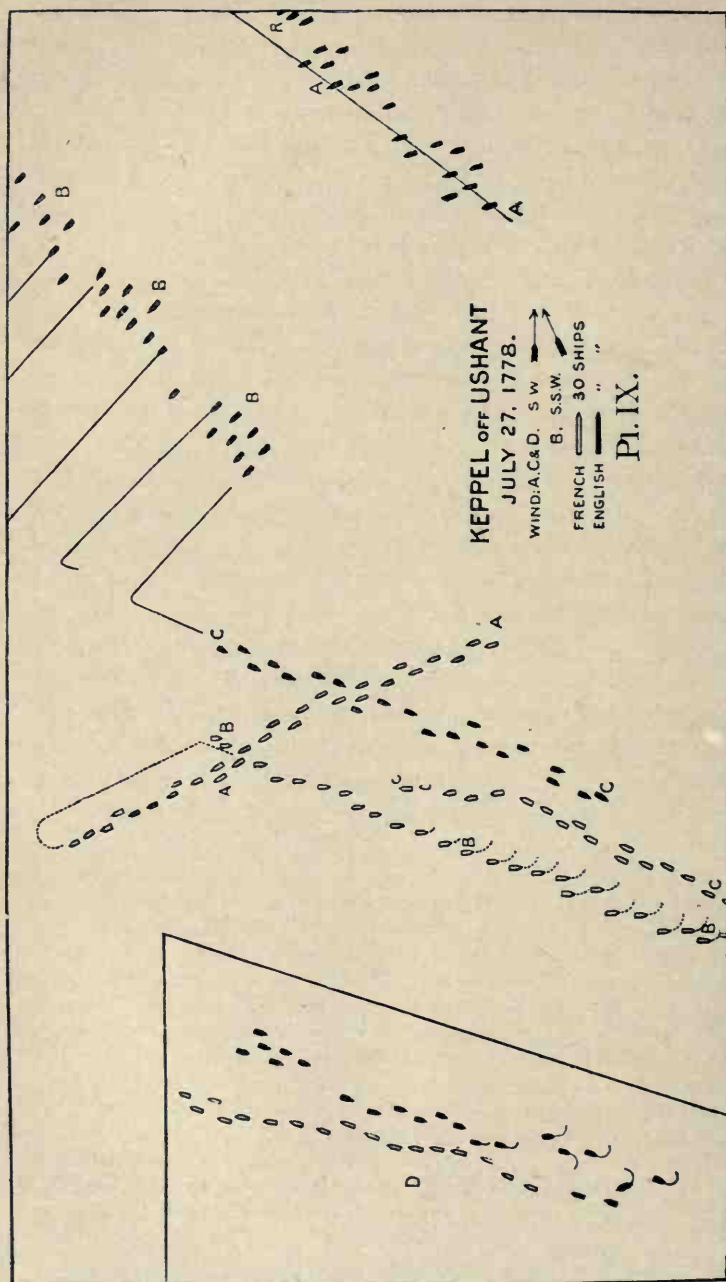 KEPPEL OFF USHANT
JULY 27, 1778.
WIND: A.C.&D. S W
B. S.S.W.
FRENCH 30 SHIPS
ENGLISH " "
Pl. IX.
R
A
A
B
B
B
C
A
B
A
C
C
B
C
C
B
D